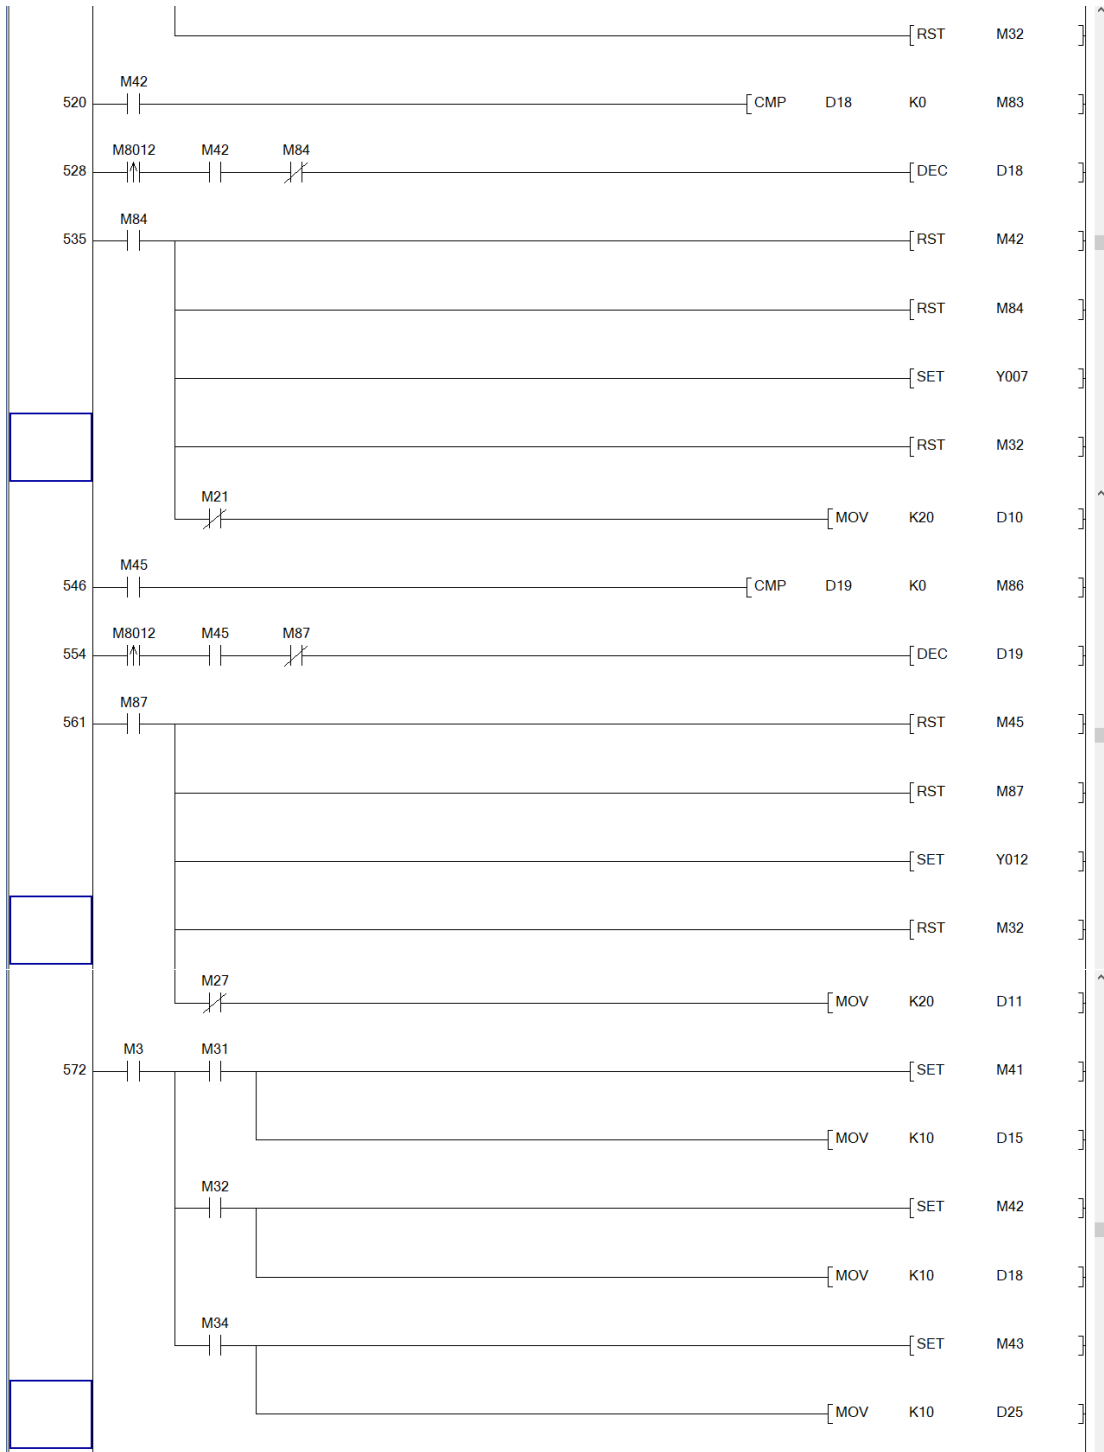 RST M32
M42
520 CMP D18 K0 M83
M8012 M42 M84
528 DEC D18
M84
535 RST M42
RST M84
SET Y007
RST M32
M21
MOV K20 D10
M45
546 CMP D19 K0 M86
M8012 M45 M87
554 DEC D19
M87
561 RST M45
RST M87
SET Y012
RST M32
M27
MOV K20 D11
M3 M31
572 SET M41
MOV K10 D15
M32
SET M42
MOV K10 D18
M34
SET M43
MOV K10 D25